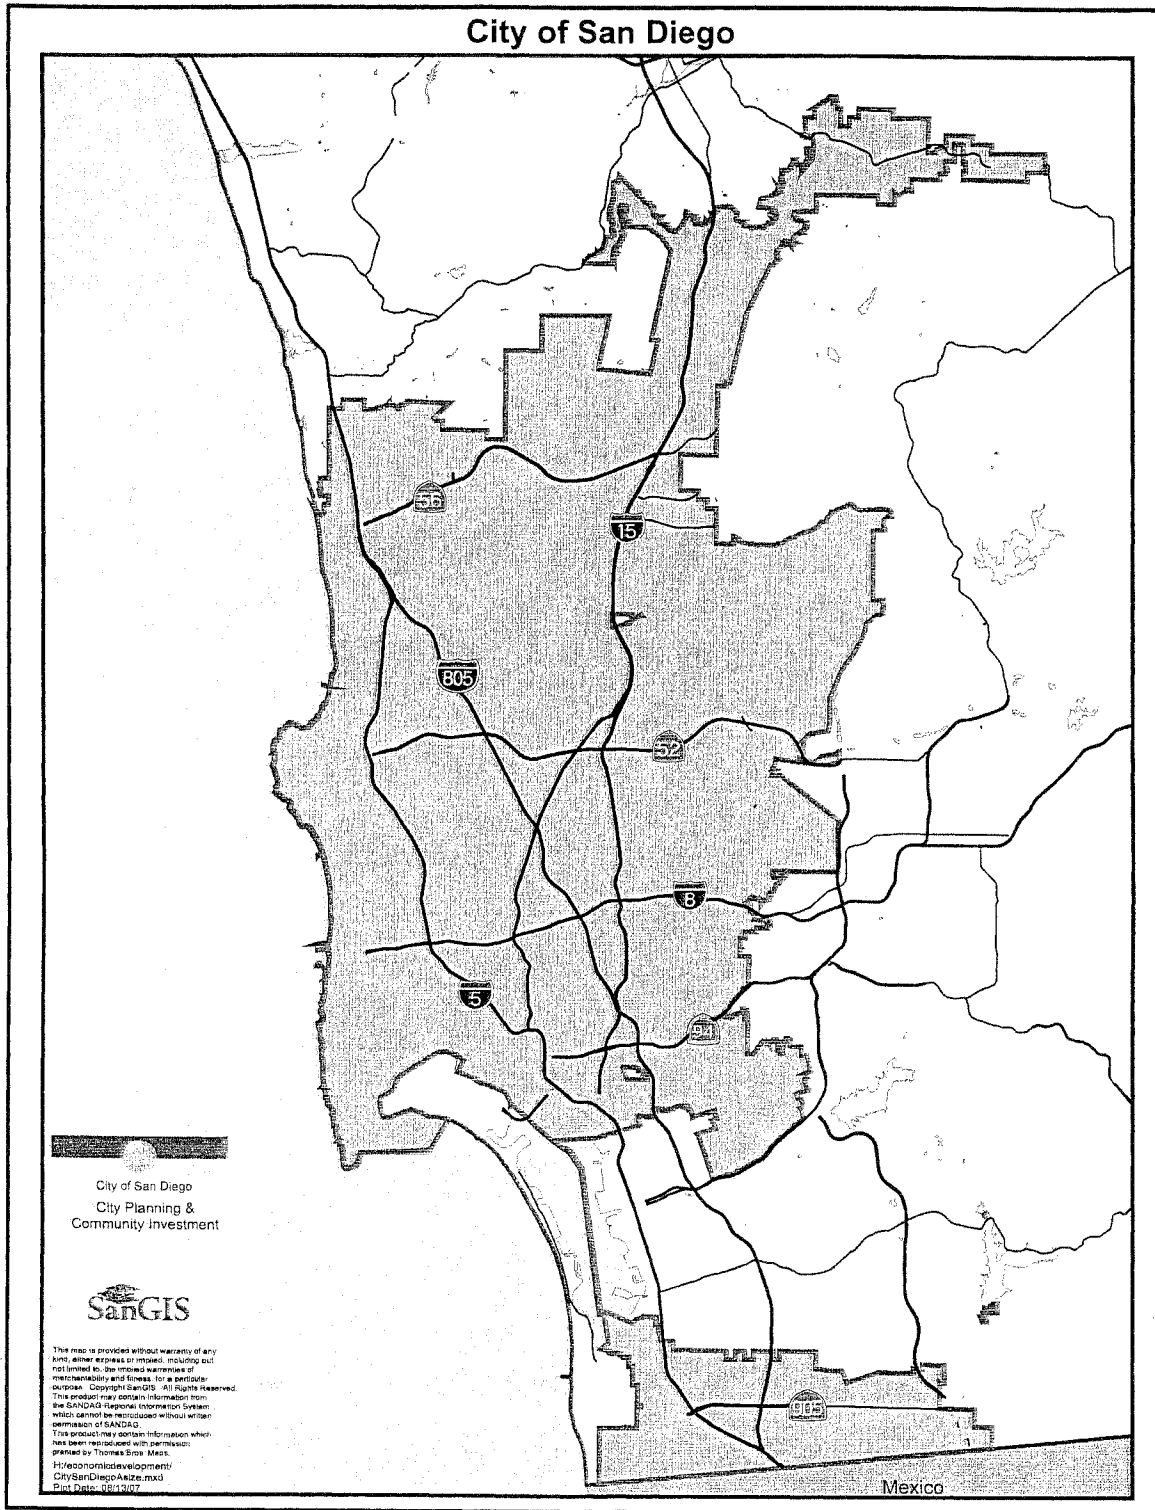 City of San Diego
56
15
805
52
8
5
94
905
City of San Diego
City Planning &
Community Investment
SanGIS
This map is provided without warranty of any
kind, either express or implied, including but
not limited to, the implied warranties of
merchantability and fitness for a particular
purpose. Copyright SanGIS. All Rights Reserved.
This product may contain information from
the SANDAG Regional Information System
which cannot be reproduced without written
permission of SANDAG.
This product may contain information which
has been reproduced with permission
granted by Thomas Bros. Maps.
H:/economicdevelopment/
CitySanDiegoAsize.mxd
Plot Date: 08/13/07
Mexico